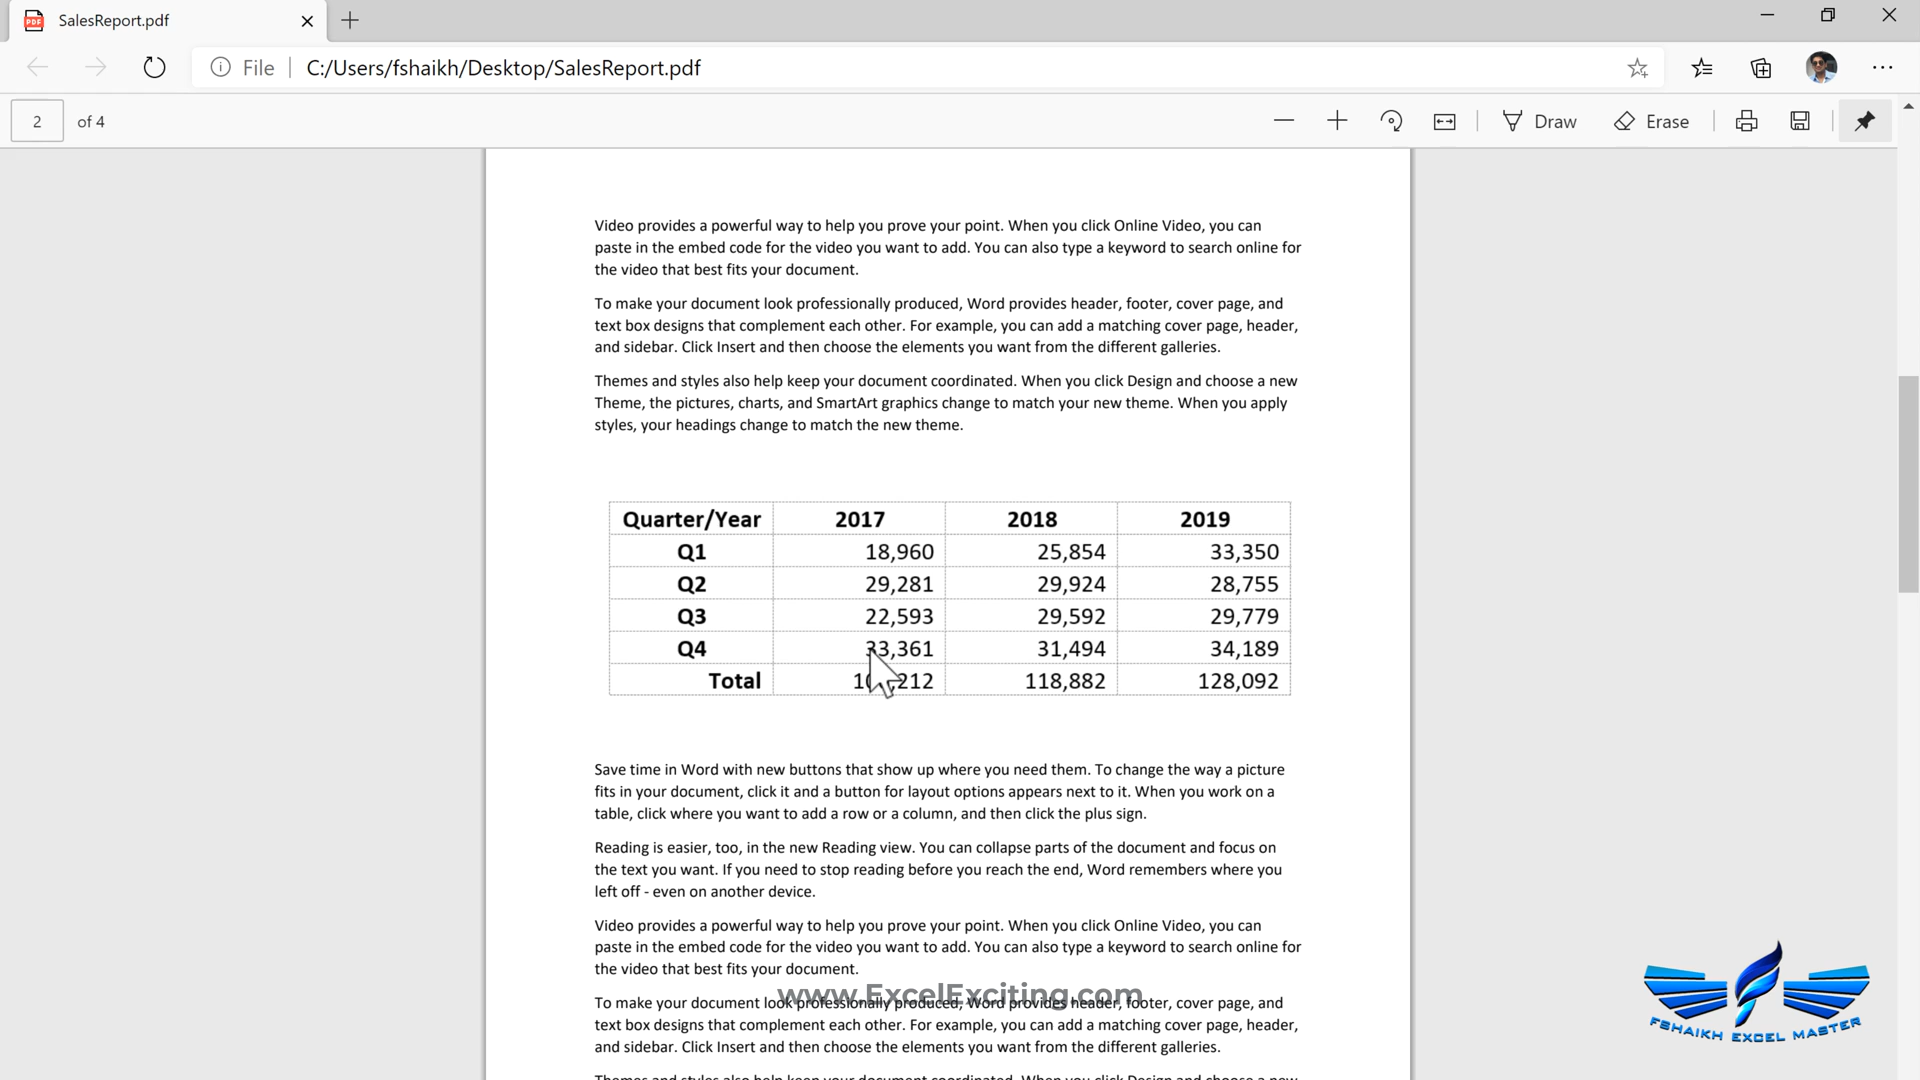 SalesReport.pdf
File C:/Users/fshaikh/Desktop/SalesReport.pdf
2 of 4 Draw Erase
Video provides a powerful way to help you prove your point. When you click Online Video, you can
paste in the embed code for the video you want to add. You can also type a keyword to search online for
the video that best fits your document.
To make your document look professionally produced, Word provides header, footer, cover page, and
text box designs that complement each other. For example, you can add a matching cover page, header,
and sidebar. Click Insert and then choose the elements you want from the different galleries.
Themes and styles also help keep your document coordinated. When you click Design and choose a new
Theme, the pictures, charts, and SmartArt graphics change to match your new theme. When you apply
styles, your headings change to match the new theme.
Quarter/Year 2017 2018 2019
Q1 18,960 25,854 33,350
Q2 29,281 29,924 28,755
Q3 22,593 29,592 29,779
Q4 33,361 31,494 34,189
Total 118,882 128,092
Save time in Word with new buttons that show up where you need them. To change the way a picture
fits in your document, click it and a button for layout options appears next to it. When you work on a
table, click where you want to add a row or a column, and then click the plus sign.
Reading is easier, too, in the new Reading view. You can collapse parts of the document and focus on
the text you want. If you need to stop reading before you reach the end, Word remembers where you
left off - even on another device.
Video provides a powerful way to help you prove your point. When you click Online Video, you can
paste in the embed code for the video you want to add. You can also type a keyword to search online for
the video that best fits your document.
www.ExcelExciting.com
To make your document look professionally produced, Word provides header, footer, cover page, and
text box designs that complement each other. For example, you can add a matching cover page, header,
and sidebar. Click Insert and then choose the elements you want from the different galleries.
Themes and styles also help keep your document coordinated. When you click Design and choose a new
FSHAIKH EXCEL MASTER